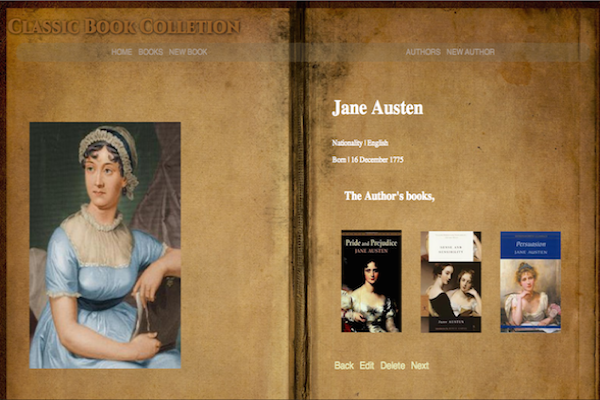 CLASSIC BOOK COLLETION
HOME BOOKS NEW BOOK
AUTHORS NEW AUTHOR
Jane Austen
Nationality | English
Born | 16 December 1775
The Author's books,
Pride and Prejudice
JANE AUSTEN
SENSE AND
SENSIBILITY
Jane AUSTEN
Persuasion
JANE AUSTEN
Back Edit Delete Next